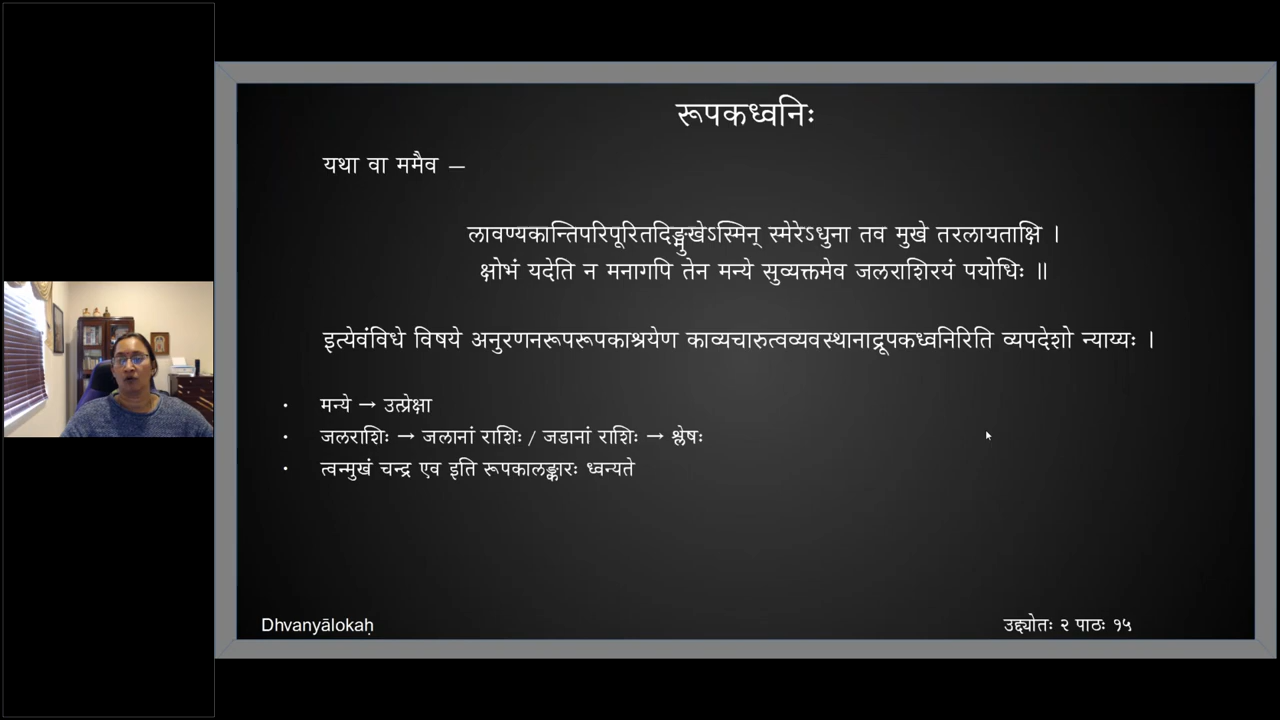 रूपकध्वनिः
यथा वा ममैव –
लावण्यकान्तिपरिपूरितदिङ्मुखेऽस्मिन् स्मेरेऽधुना तव मुखे तरलायताक्षि ।
क्षोभं यदेति न मनागपि तेन मन्ये सुव्यक्तमेव जलराशिरयं पयोधिः ॥
इत्येवंविधे विषये अनुरणनरूपरूपकाश्रयेण काव्यचारुत्वव्यवस्थानाद्रूपकध्वनिरिति व्यपदेशो न्याय्यः ।
• मन्ये → उत्प्रेक्षा
• जलराशिः → जलानां राशिः / जडानां राशिः → श्लेषः
• त्वन्मुखं चन्द्र एव इति रूपकालङ्कारः ध्वन्यते
Dhvanyālokaḥ
उद्द्योतः २ पाठः १५